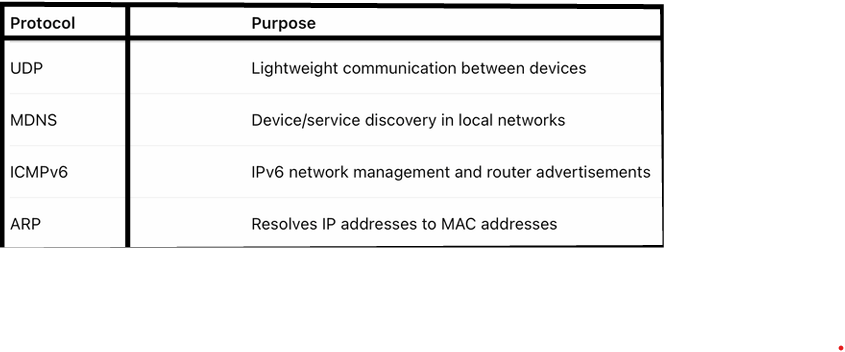 Protocol Purpose
UDP Lightweight communication between devices
MDNS Device/service discovery in local networks
ICMPv6 IPv6 network management and router advertisements
ARP Resolves IP addresses to MAC addresses